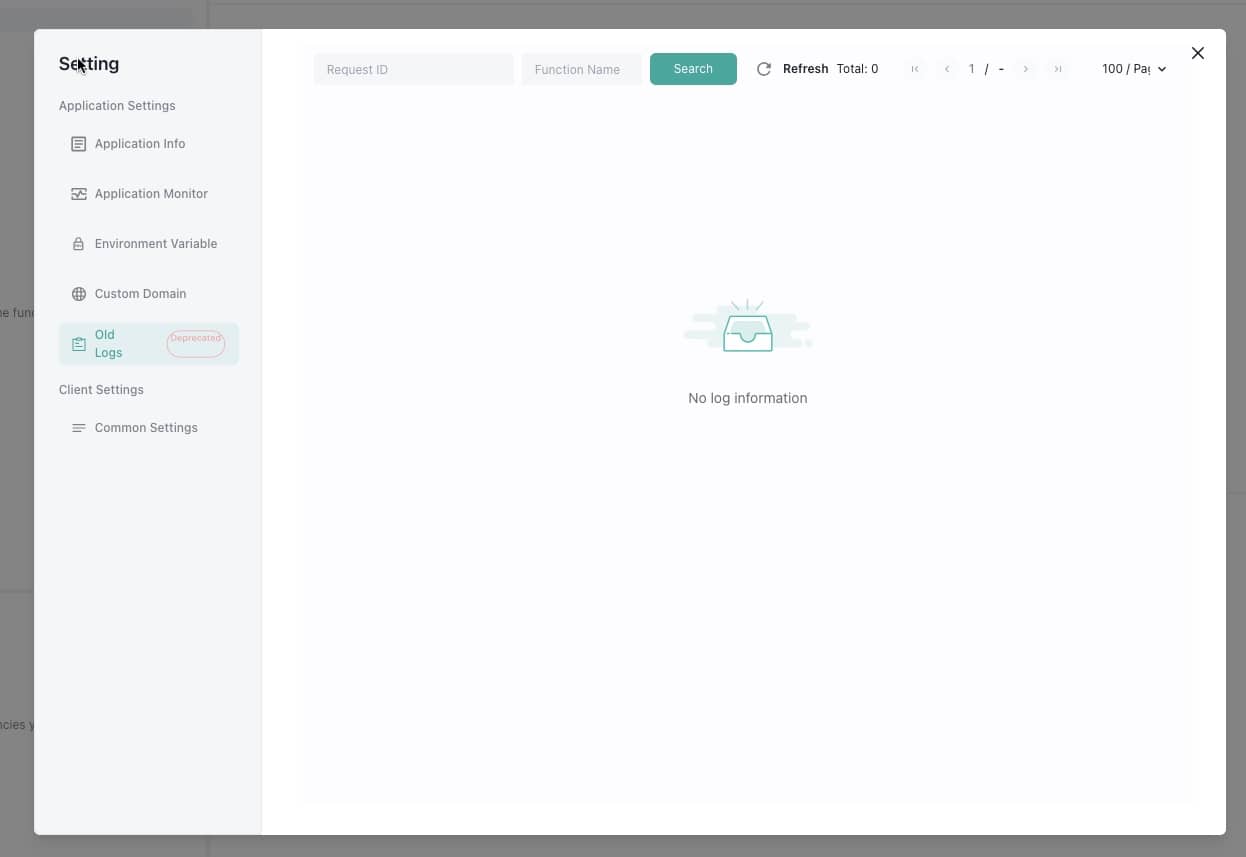 Setting
Application Settings
Application Info
Application Monitor
Environment Variable
Custom Domain
Old
Logs
Deprecated
Client Settings
Common Settings
Request ID
Function Name
Search
Refresh Total: 0
1 / -
100 / Pag
No log information
ne func
ncies y